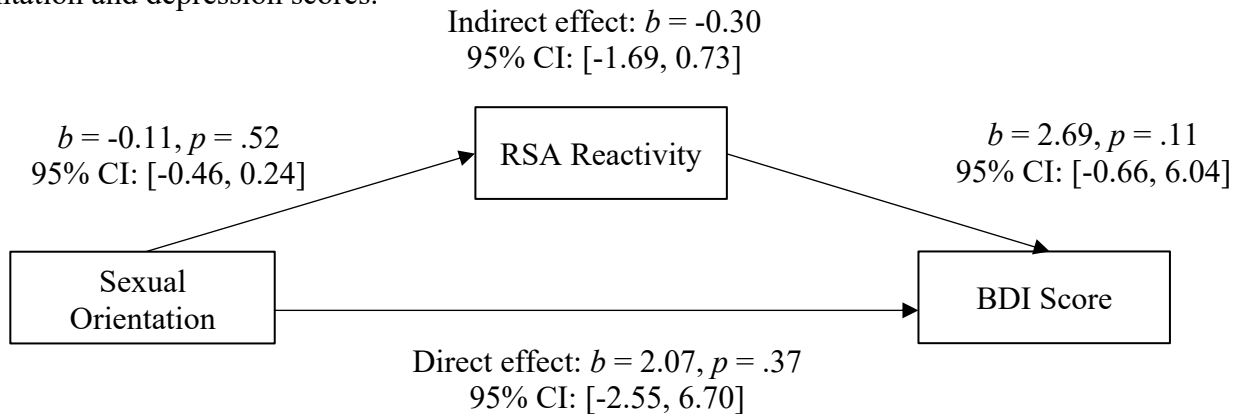 depression scores.
Indirect effect: b = -0.30
95% CI: [-1.69, 0.73]
b = -0.11, p = .52
95% CI: [-0.46, 0.24]
RSA Reactivity
b = 2.69, p = .11
95% CI: [-0.66, 6.04]
Sexual
Orientation
BDI Score
Direct effect: b = 2.07, p = .37
95% CI: [-2.55, 6.70]